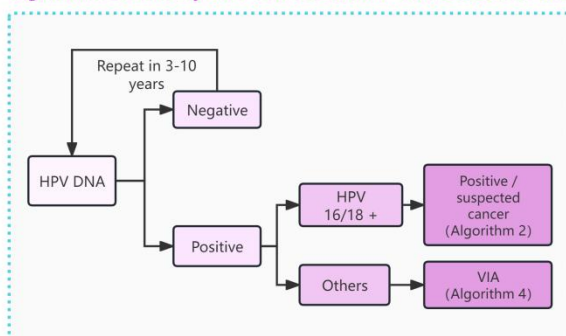 Repeat in 3-10
years
Negative
HPV DNA
HPV
16/18 +
Positive /
suspected
cancer
(Algorithm 2)
Positive
Others
VIA
(Algorithm 4)